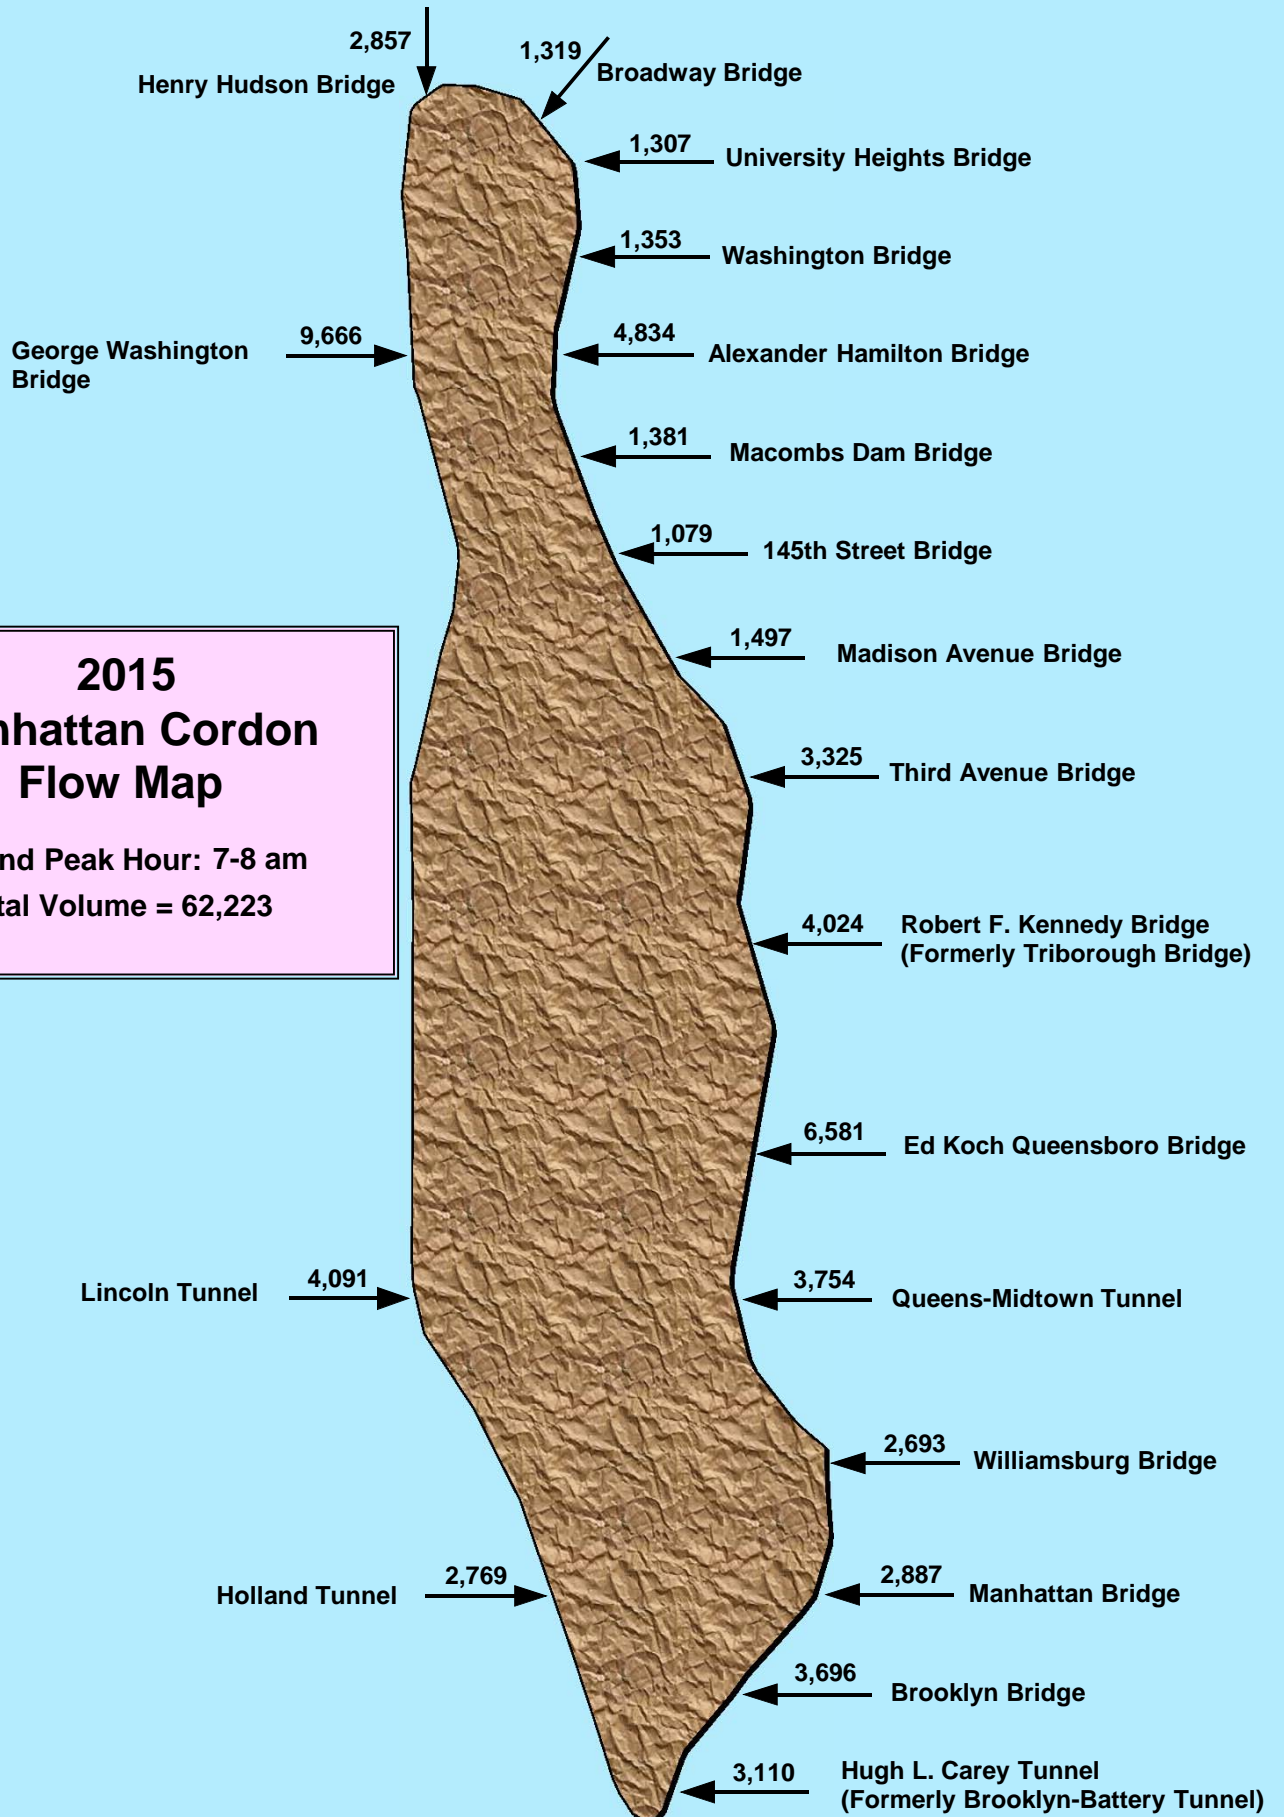 2,857
1,319
Henry Hudson Bridge
Broadway Bridge
1,307
University Heights Bridge
1,353
Washington Bridge
George Washington
Bridge
9,666
4,834
Alexander Hamilton Bridge
1,381
Macombs Dam Bridge
1,079
145th Street Bridge
1,497
Madison Avenue Bridge
2015
nhattan Cordon
Flow Map
nd Peak Hour: 7-8 am
tal Volume = 62,223
3,325
Third Avenue Bridge
4,024
Robert F. Kennedy Bridge
(Formerly Triborough Bridge)
6,581
Ed Koch Queensboro Bridge
Lincoln Tunnel
4,091
3,754
Queens-Midtown Tunnel
2,693
Williamsburg Bridge
Holland Tunnel
2,769
2,887
Manhattan Bridge
3,696
Brooklyn Bridge
3,110
Hugh L. Carey Tunnel
(Formerly Brooklyn-Battery Tunnel)